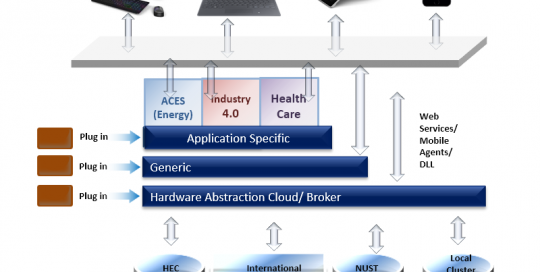 ACES
(Energy)
Industry
4.0
Health
Care
Web
Services/
Mobile
Agents/
DLL
Plug in
Application Specific
Plug in
Generic
Plug in
Hardware Abstraction Cloud/ Broker
HEC
International
NUST
Local
Cluster